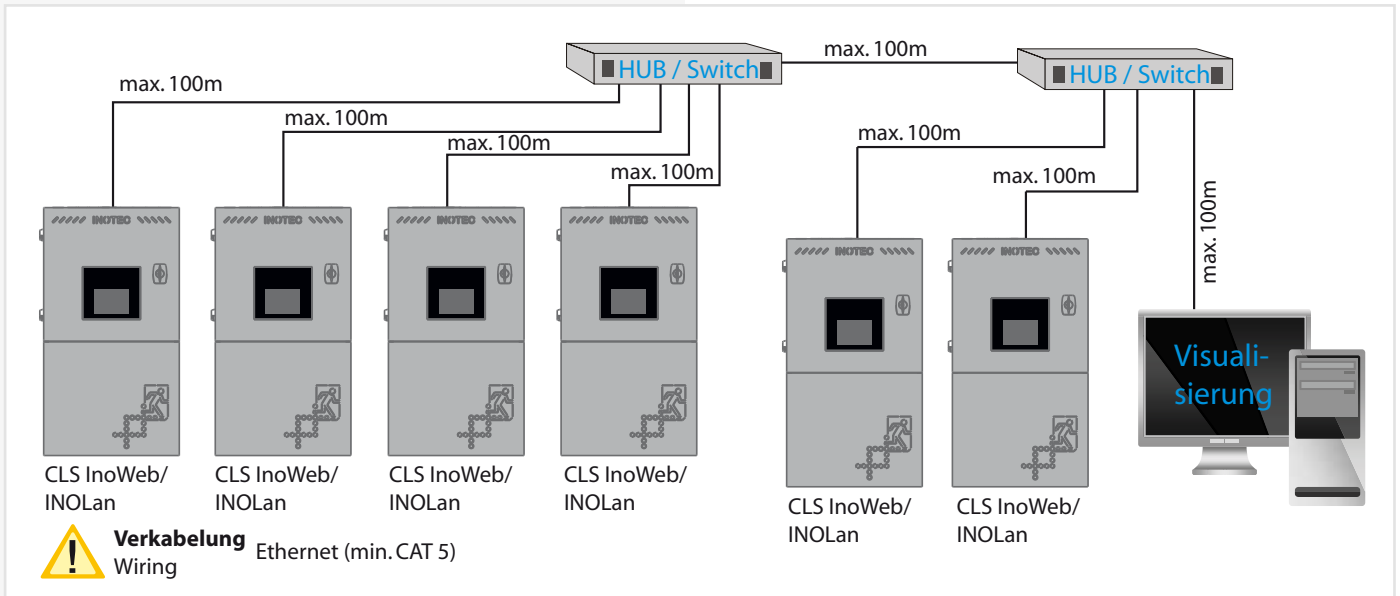 max. 100m
HUB / Switch
HUB / Switch
max. 100m
max. 100m
max. 100m
max. 100m
max. 100m
max. 100m
max. 100m
INOTEC
INOTEC
INOTEC
INOTEC
INOTEC
INOTEC
Visuali-
sierung
CLS InoWeb/
INOLan
CLS InoWeb/
INOLan
CLS InoWeb/
INOLan
CLS InoWeb/
INOLan
CLS InoWeb/
INOLan
CLS InoWeb/
INOLan
!
Verkabelung
Wiring
Ethernet (min. CAT 5)